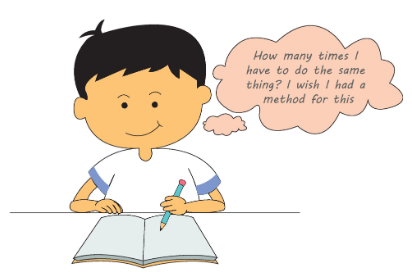 How many times I
have to do the same
thing? I wish I had a
method for this